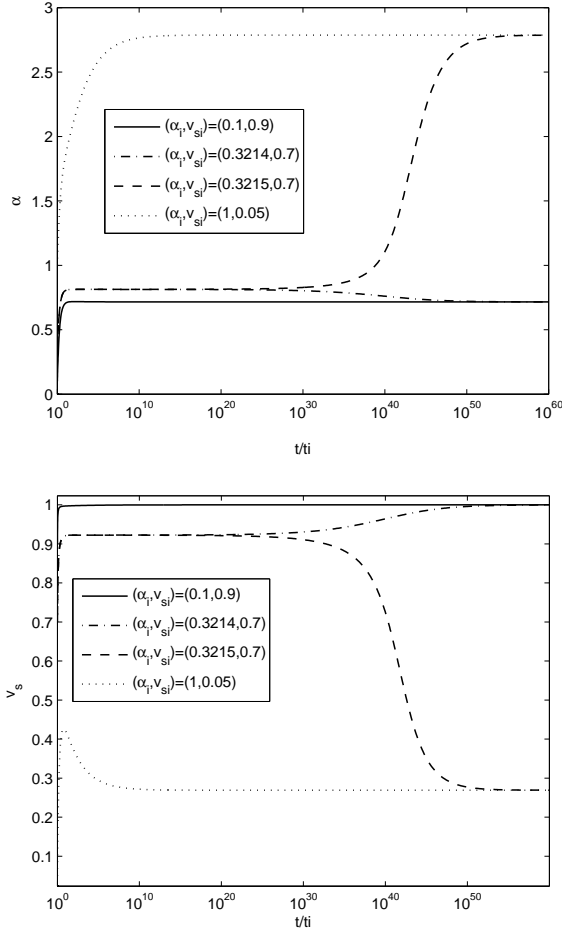 3
2.5
2
1.5
1
0.5
0
α
(α_i,v_si)=(0.1,0.9)
(α_i,v_si)=(0.3214,0.7)
(α_i,v_si)=(0.3215,0.7)
(α_i,v_si)=(1,0.05)
10^0 10^10 10^20 10^30 10^40 10^50 10^60
t/ti
1
0.9
0.8
0.7
0.6
0.5
0.4
0.3
0.2
0.1
v_s
(α_i,v_si)=(0.1,0.9)
(α_i,v_si)=(0.3214,0.7)
(α_i,v_si)=(0.3215,0.7)
(α_i,v_si)=(1,0.05)
10^0 10^10 10^20 10^30 10^40 10^50
t/ti